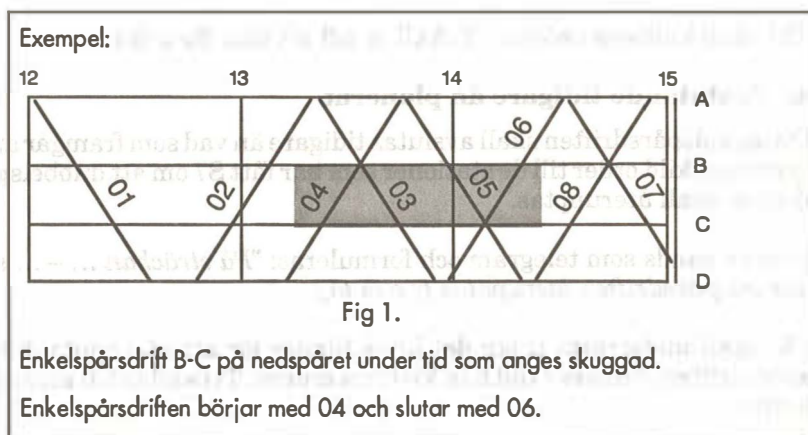 Exempel:
12 13 14 15
A
B
C
D
01 02 04 03 05 06 08 07
Fig 1.
Enkelspårsdrift B-C på nedspåret under tid som anges skuggad.
Enkelspårsdriften börjar med 04 och slutar med 06.